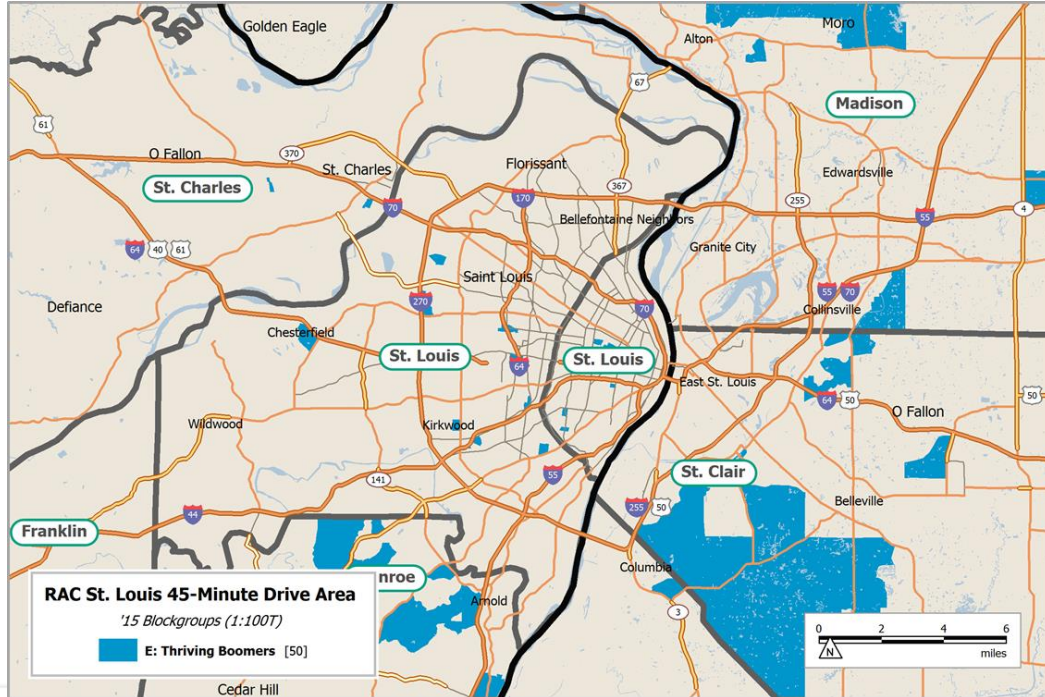 Golden Eagle
Moro
Alton
67
Madison
61
O Fallon
370
St. Charles
Florissant
St. Charles
Edwardsville
367
170
255
70
Bellefontaine Neighbors
4
55
Granite City
64
40
61
Saint Louis
55
70
270
Defiance
70
Collinsville
Chesterfield
St. Louis
St. Louis
64
East St. Louis
64
50
50
O Fallon
Wildwood
Kirkwood
141
55
St. Clair
Belleville
255
50
44
Franklin
Columbia
nroe
Arnold
3
RAC St. Louis 45-Minute Drive Area
'15 Blockgroups (1:100T)
E: Thriving Boomers [50]
0 2 4 6
N
miles
Cedar Hill